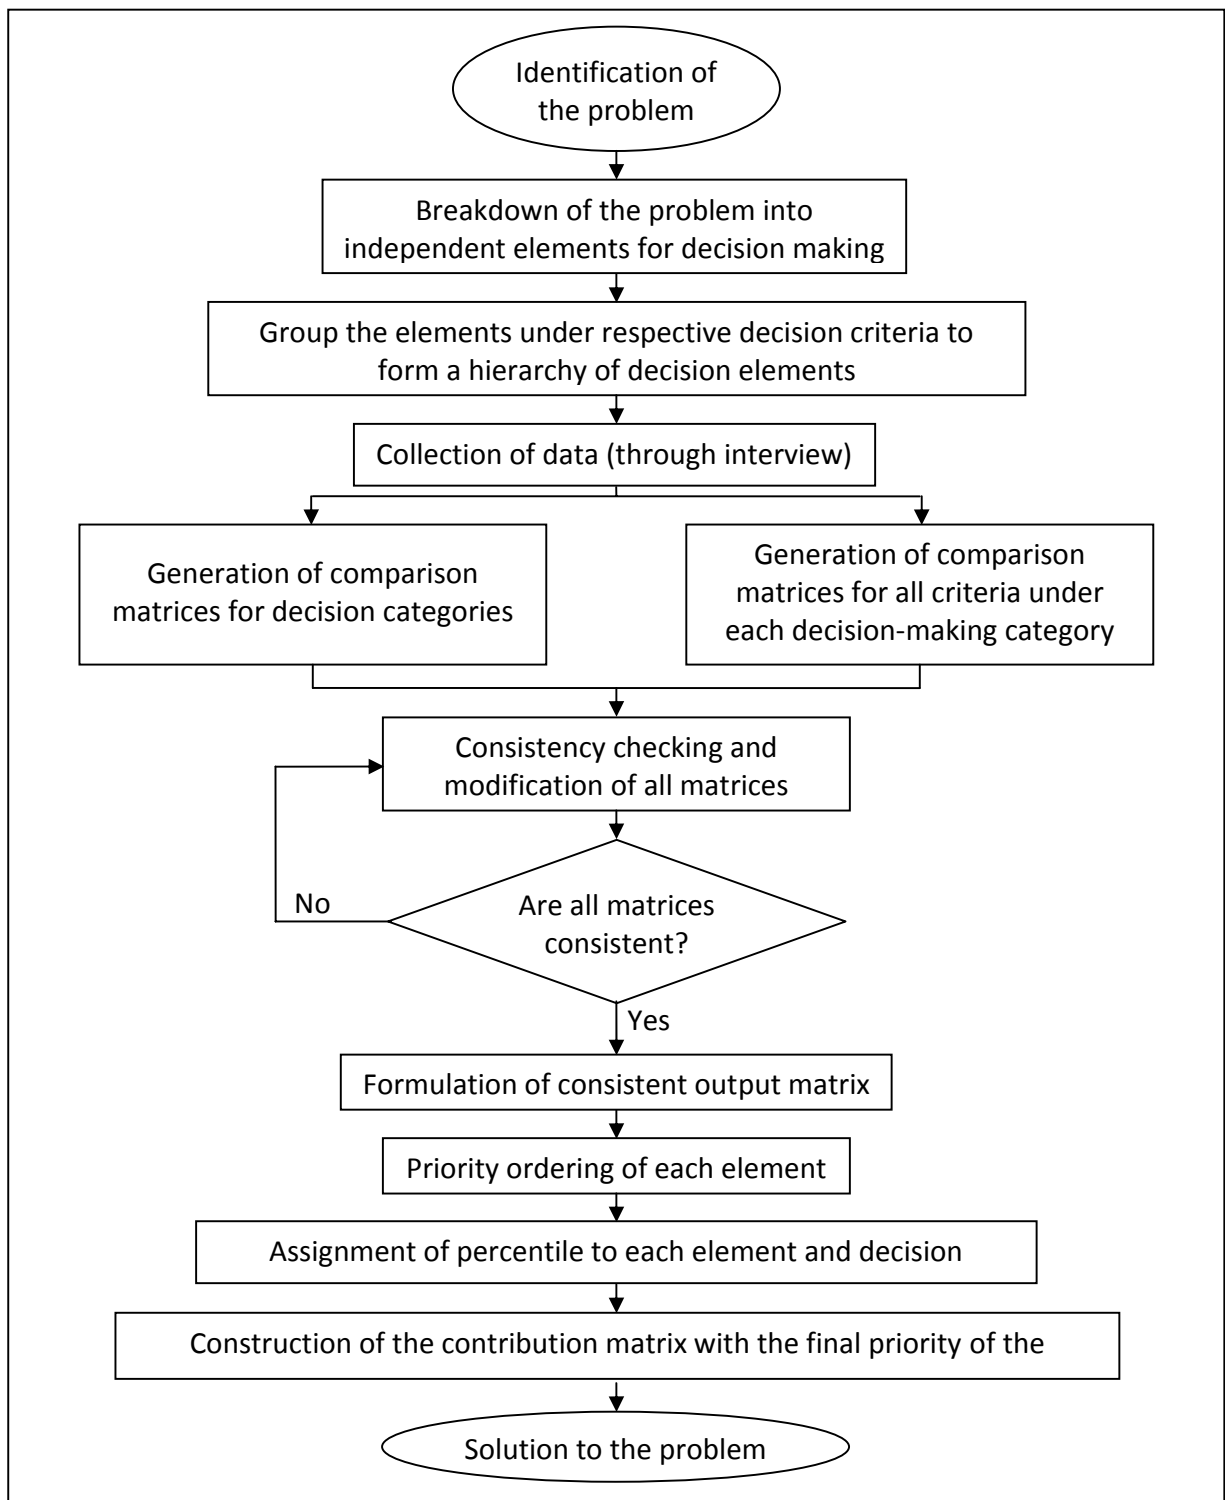 Identification of
the problem
Breakdown of the problem into
independent elements for decision making
Group the elements under respective decision criteria to
form a hierarchy of decision elements
Collection of data (through interview)
Generation of comparison
matrices for decision categories
Generation of comparison
matrices for all criteria under
each decision-making category
Consistency checking and
modification of all matrices
No
Are all matrices
consistent?
Yes
Formulation of consistent output matrix
Priority ordering of each element
Assignment of percentile to each element and decision
Construction of the contribution matrix with the final priority of the
Solution to the problem